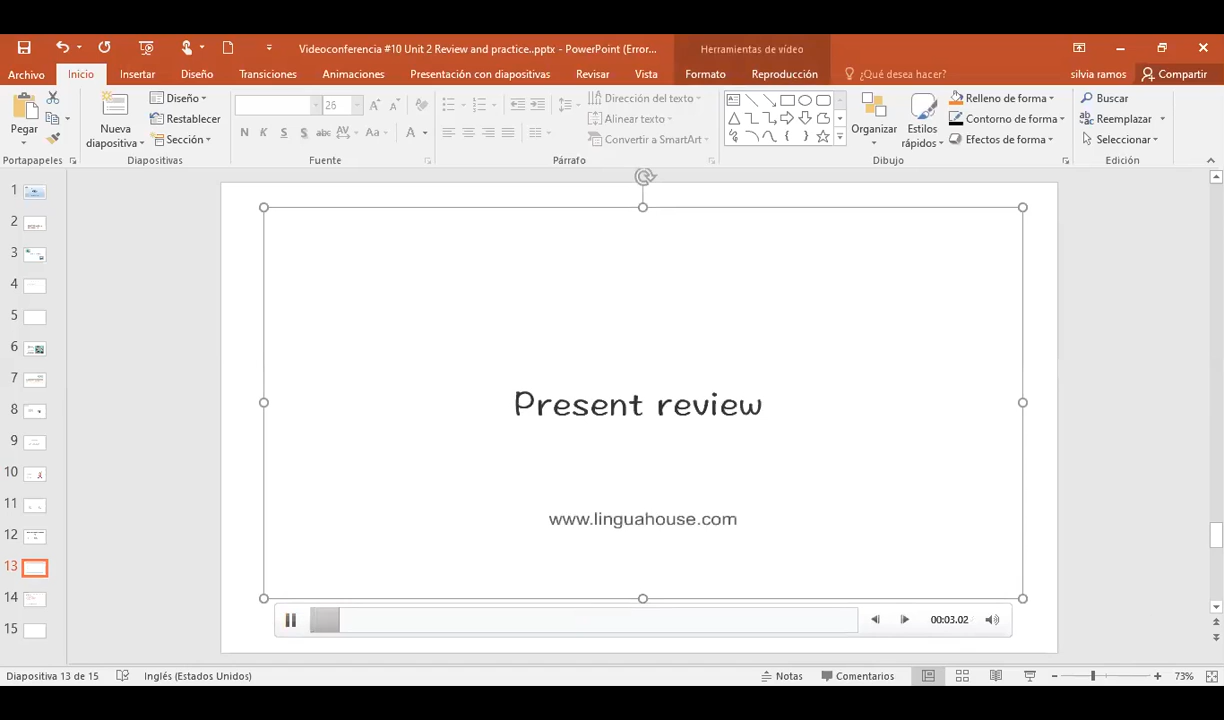 Videoconferencia #10 Unit 2 Review and practice..pptx - PowerPoint (Error...
Herramientas de vídeo
Archivo Inicio Insertar Diseño Transiciones Animaciones Presentación con diapositivas Revisar Vista Formato Reproducción ¿Qué desea hacer? silvia ramos Compartir
Pegar
Nueva diapositiva
Diseño
Restablecer
Sección
26
N K S S abc AV Aa A
Dirección del texto
Alinear texto
Convertir a SmartArt
Organizar
Estilos rápidos
Relleno de forma
Contorno de forma
Efectos de forma
Buscar
Reemplazar
Seleccionar
Portapapeles Diapositivas Fuente Párrafo Dibujo Edición
1
2
3
4
5
6
7
8
9
10
11
12
13
14
15
Present review
www.linguahouse.com
00:03.02
Diapositiva 13 de 15 Inglés (Estados Unidos) Notas Comentarios 73%